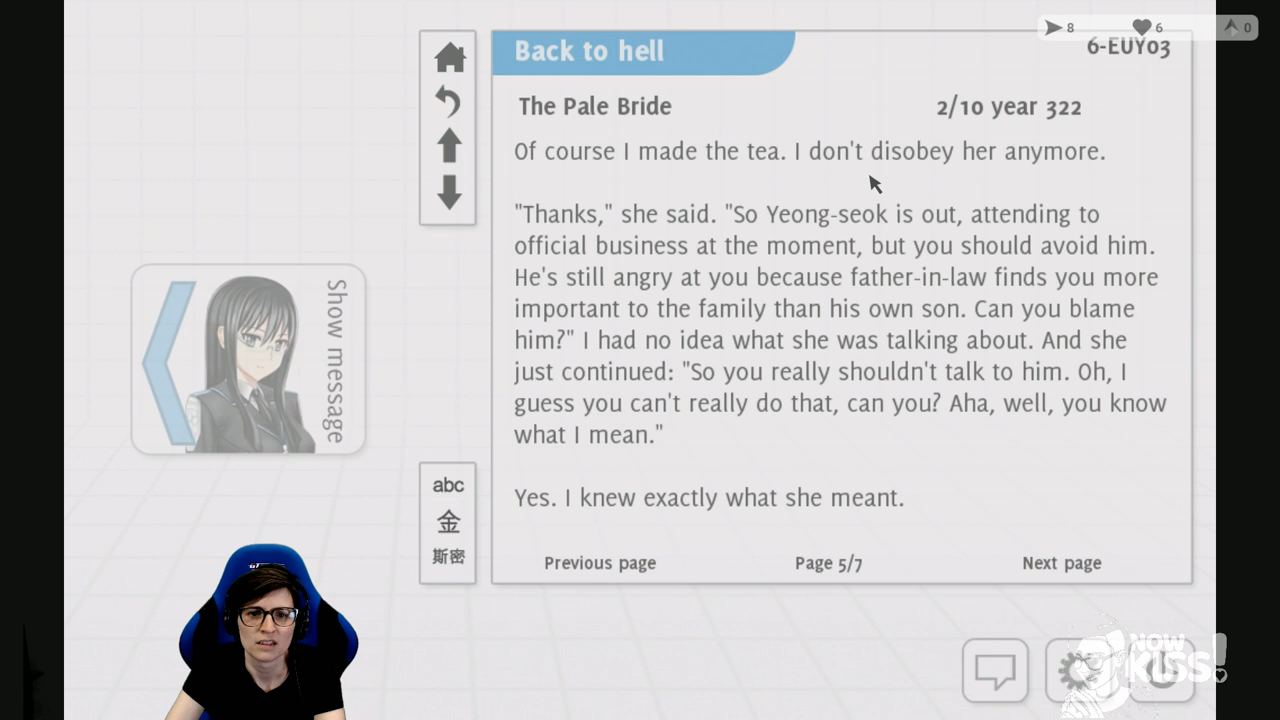 8
6
0
Back to hell
6-EUY03
The Pale Bride
2/10 year 322
Of course I made the tea. I don't disobey her anymore.
"Thanks," she said. "So Yeong-seok is out, attending to
official business at the moment, but you should avoid him.
He's still angry at you because father-in-law finds you more
important to the family than his own son. Can you blame
him?" I had no idea what she was talking about. And she
just continued: "So you really shouldn't talk to him. Oh, I
guess you can't really do that, can you? Aha, well, you know
what I mean."
Yes. I knew exactly what she meant.
Previous page
Page 5/7
Next page
Show message
abc
金
斯密
NOW
KISS!